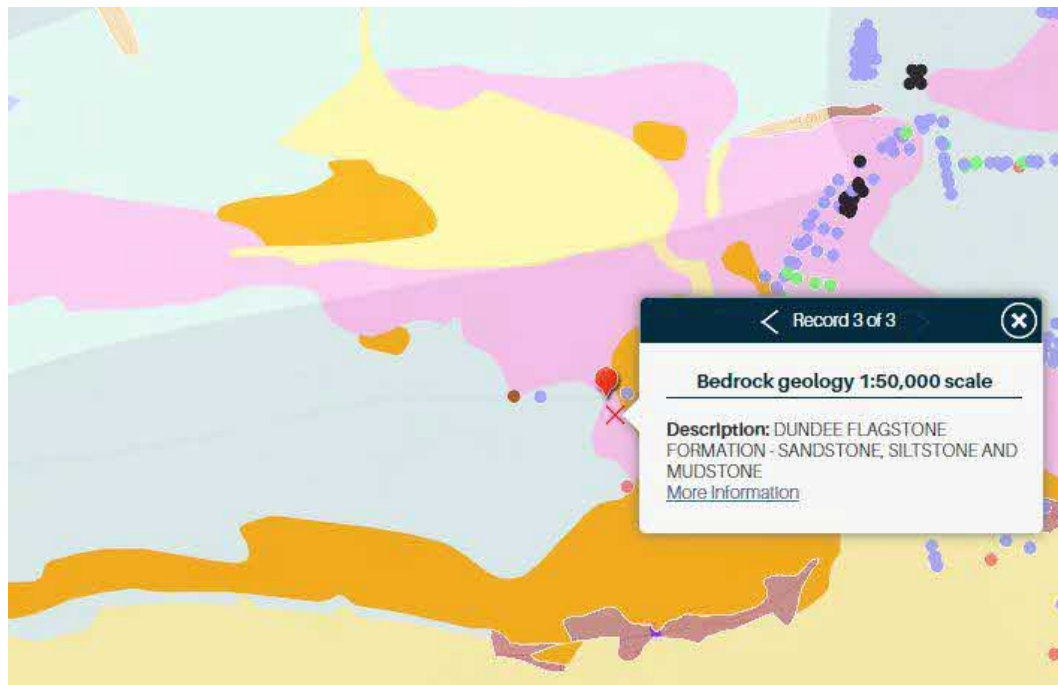 Record 3 of 3
Bedrock geology 1:50,000 scale
Description: DUNDEE FLAGSTONE
FORMATION - SANDSTONE, SILTSTONE AND
MUDSTONE
More Information